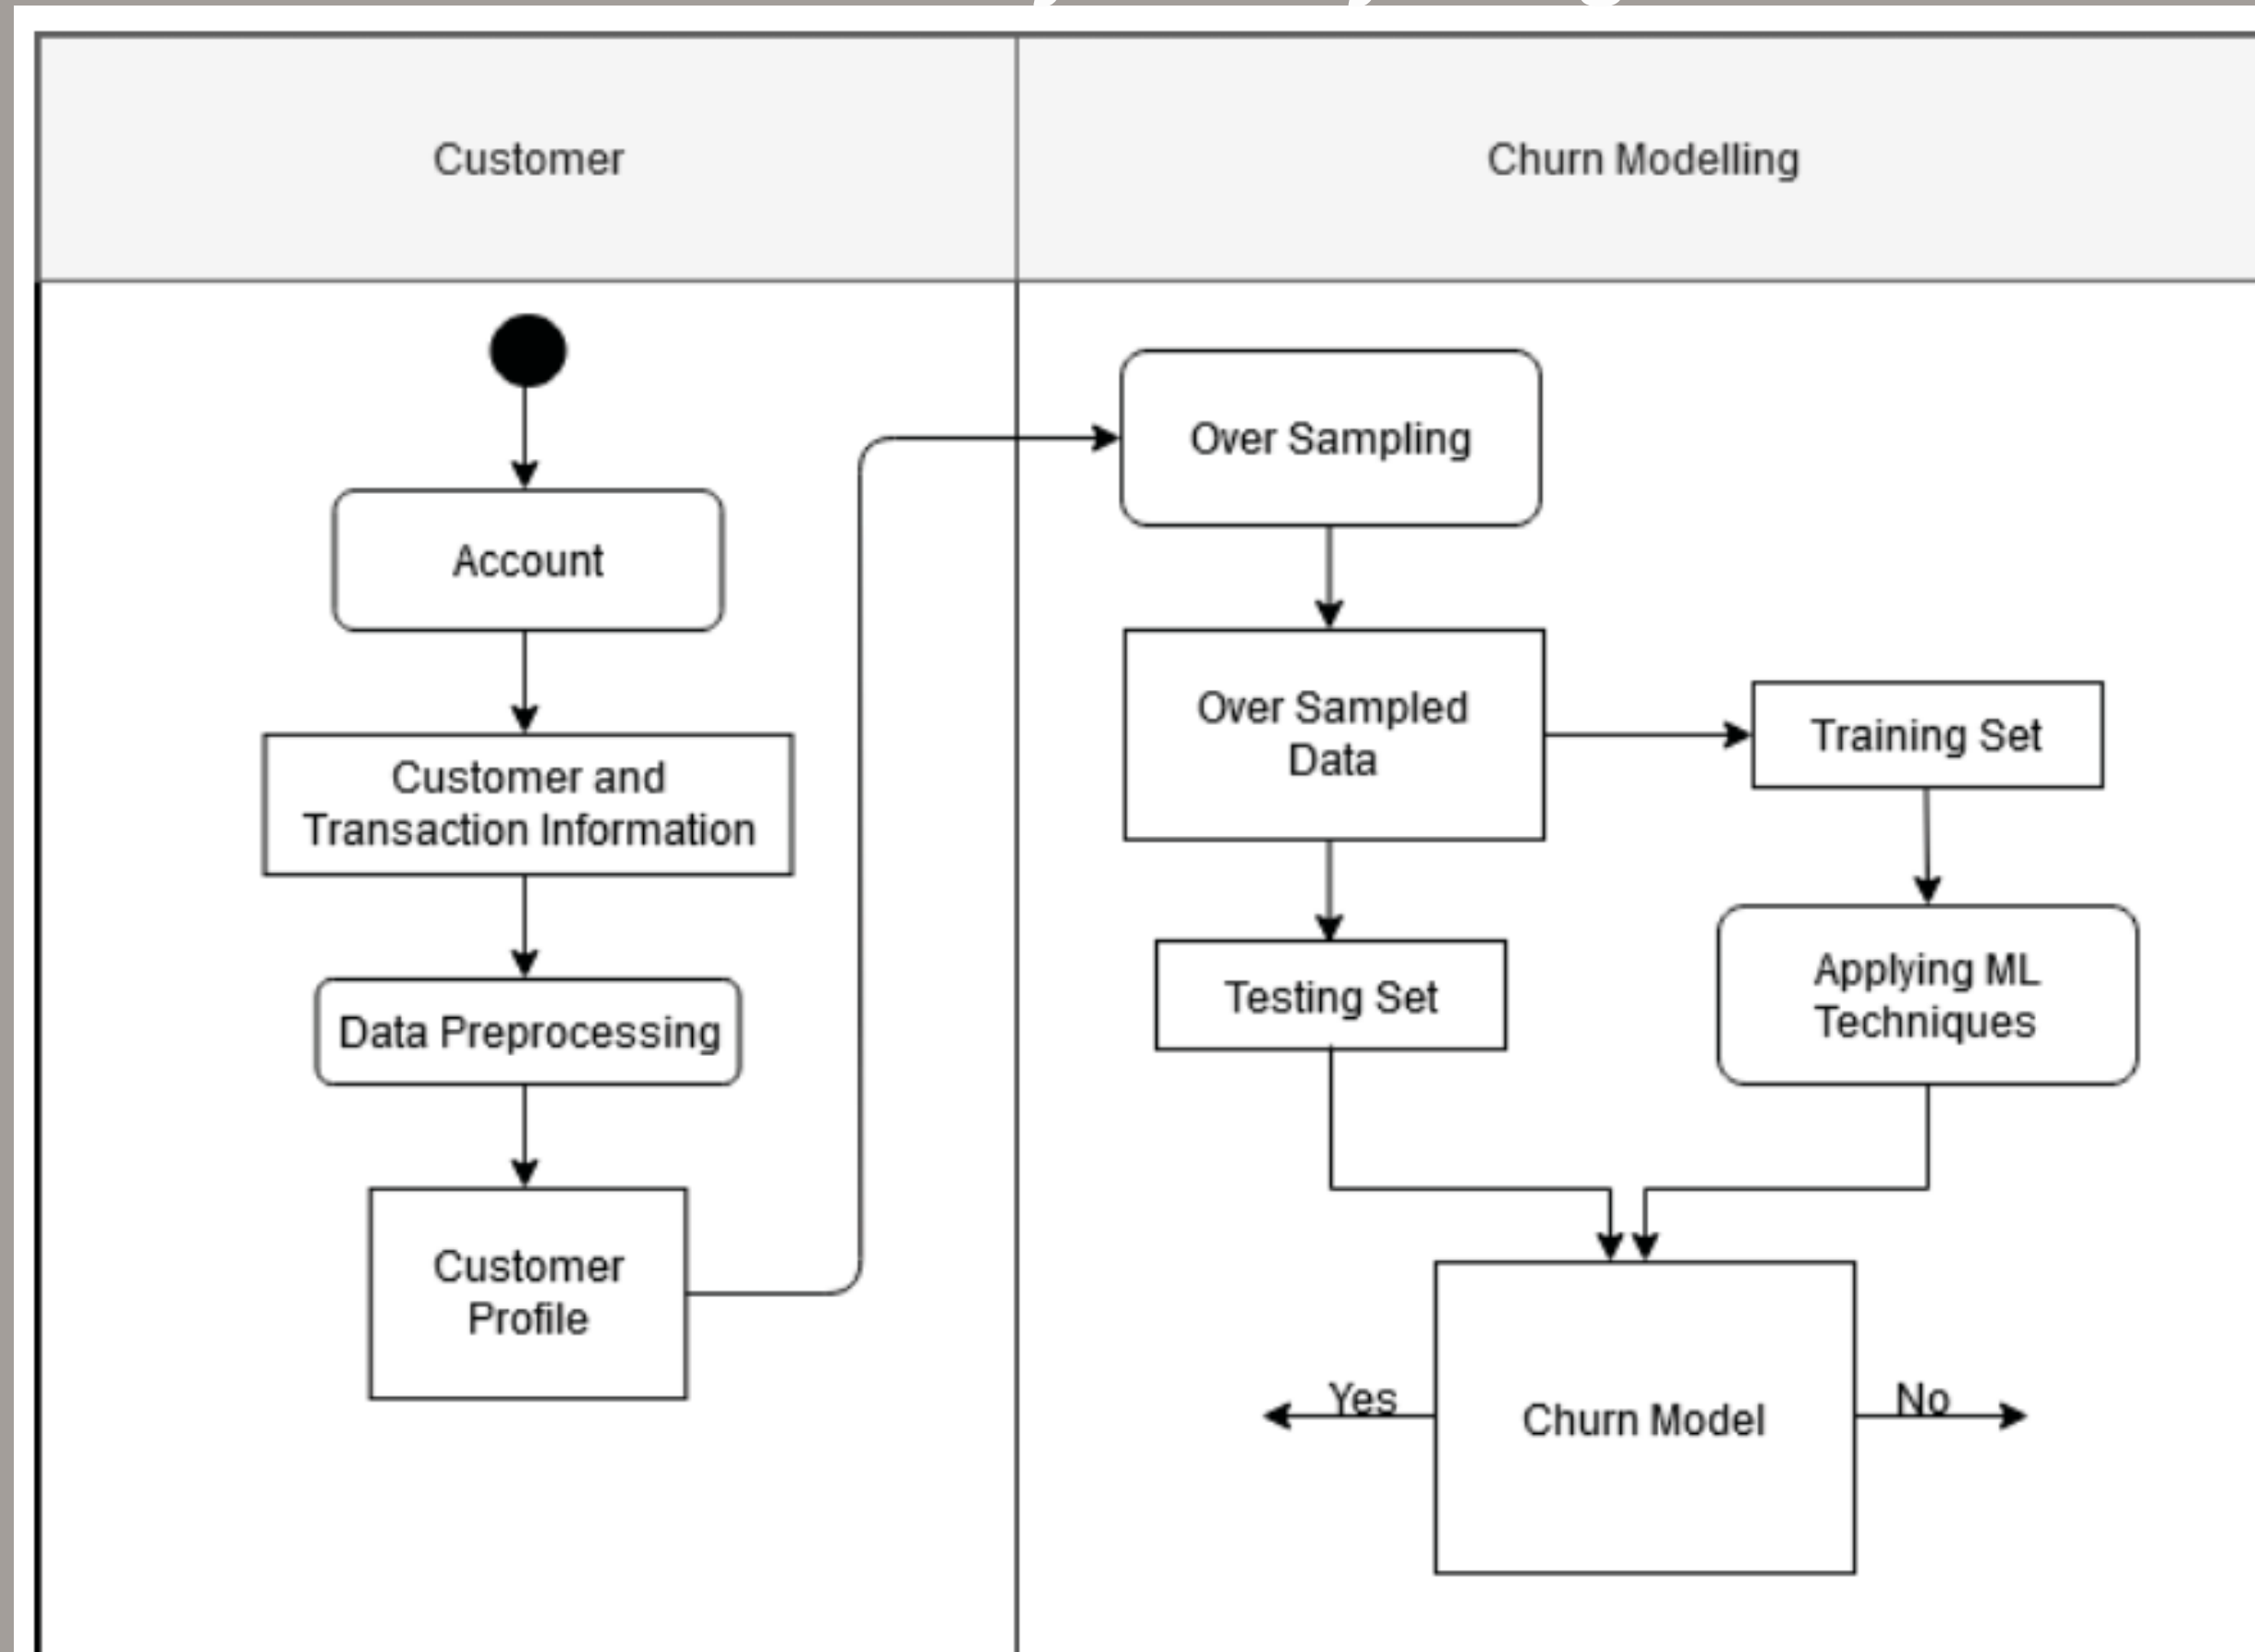 Customer
Churn Modelling
Account
Customer and
Transaction Information
Data Preprocessing
Customer
Profile
Over Sampling
Over Sampled
Data
Training Set
Testing Set
Applying ML
Techniques
Churn Model
Yes
No